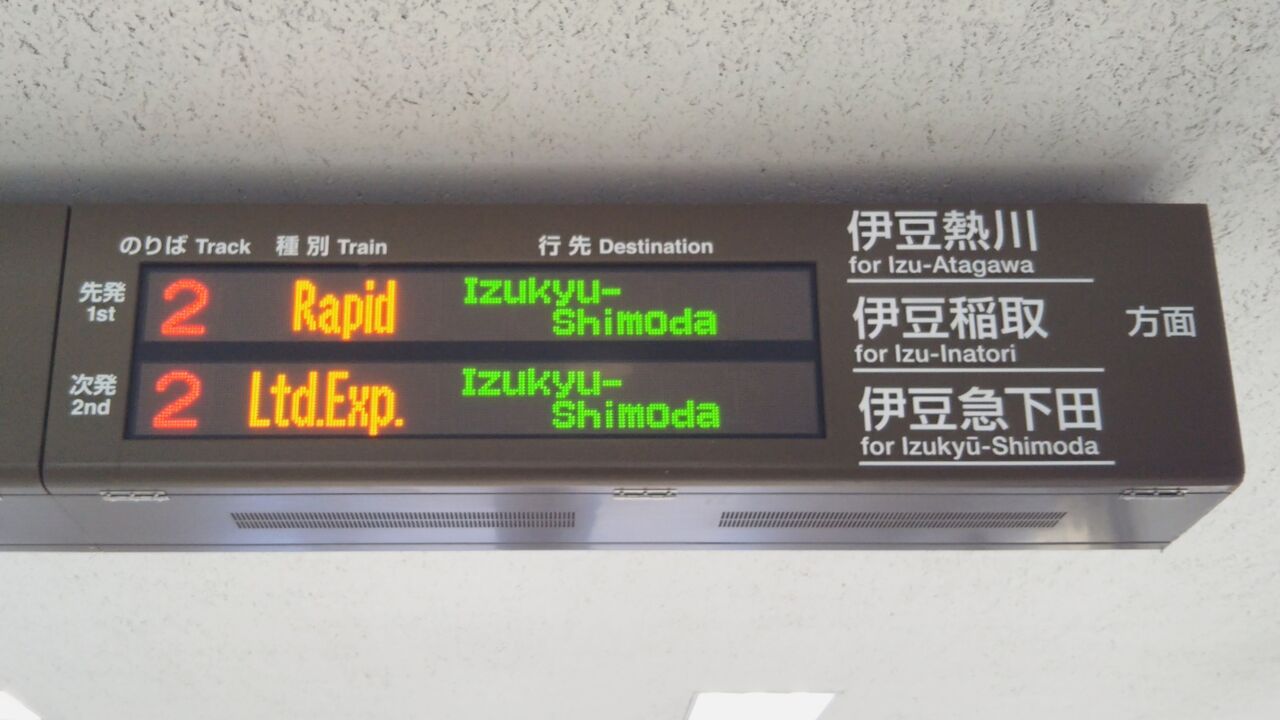 のりば Track 種別 Train 行先 Destination
先発 1st 2 Rapid Izukyu-
Shimoda
次発 2nd 2 Ltd.Exp. Izukyu-
Shimoda
伊豆熱川
for Izu-Atagawa
伊豆稲取
for Izu-Inatori
伊豆急下田
for Izukyū-Shimoda
方面